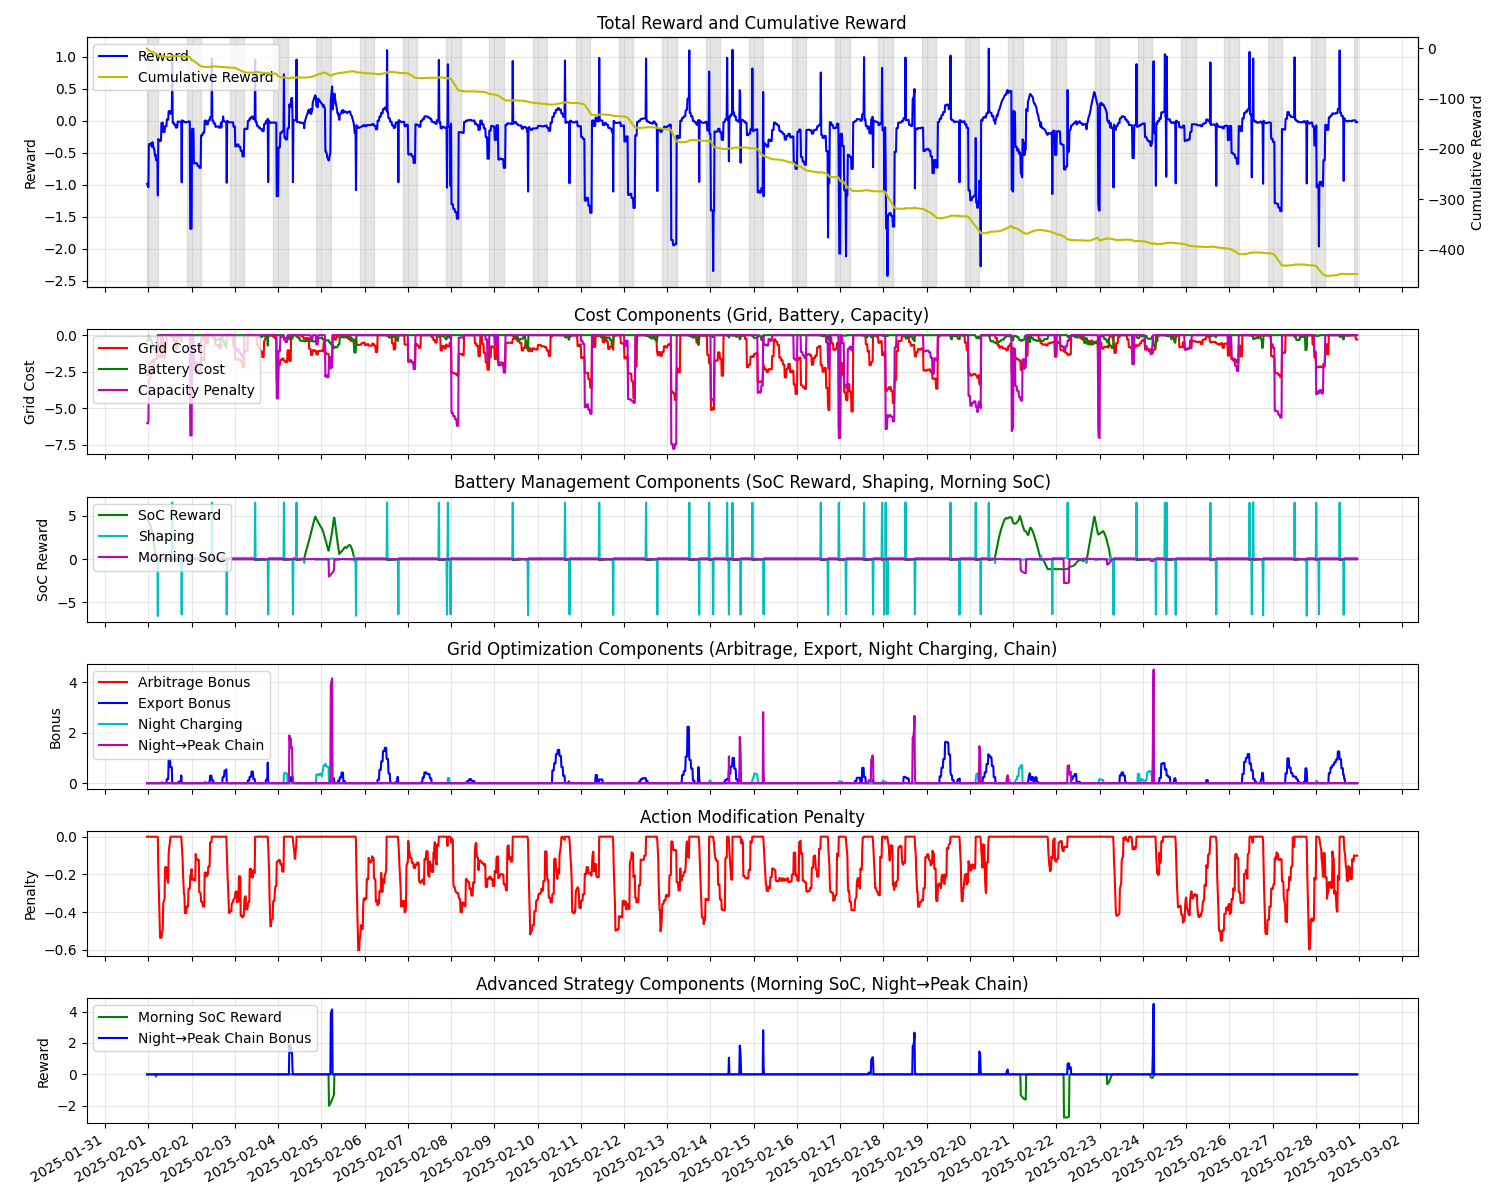 Total Reward and Cumulative Reward
Reward
Cumulative Reward
1.0
0.5
0.0
−0.5
−1.0
−1.5
−2.0
−2.5
Reward
0
−100
−200
−300
−400
Cumulative Reward
Cost Components (Grid, Battery, Capacity)
Grid Cost
Battery Cost
Capacity Penalty
0.0
−2.5
−5.0
−7.5
Grid Cost
Battery Management Components (SoC Reward, Shaping, Morning SoC)
SoC Reward
Shaping
Morning SoC
5
0
−5
SoC Reward
Grid Optimization Components (Arbitrage, Export, Night Charging, Chain)
Arbitrage Bonus
Export Bonus
Night Charging
Night→Peak Chain
4
2
0
Bonus
Action Modification Penalty
0.0
−0.2
−0.4
−0.6
Penalty
Advanced Strategy Components (Morning SoC, Night→Peak Chain)
Morning SoC Reward
Night→Peak Chain Bonus
4
2
0
−2
Reward
2025-01-31
2025-02-01
2025-02-02
2025-02-03
2025-02-04
2025-02-05
2025-02-06
2025-02-07
2025-02-08
2025-02-09
2025-02-10
2025-02-11
2025-02-12
2025-02-13
2025-02-14
2025-02-15
2025-02-16
2025-02-17
2025-02-18
2025-02-19
2025-02-20
2025-02-21
2025-02-22
2025-02-23
2025-02-24
2025-02-25
2025-02-26
2025-02-27
2025-02-28
2025-03-01
2025-03-02